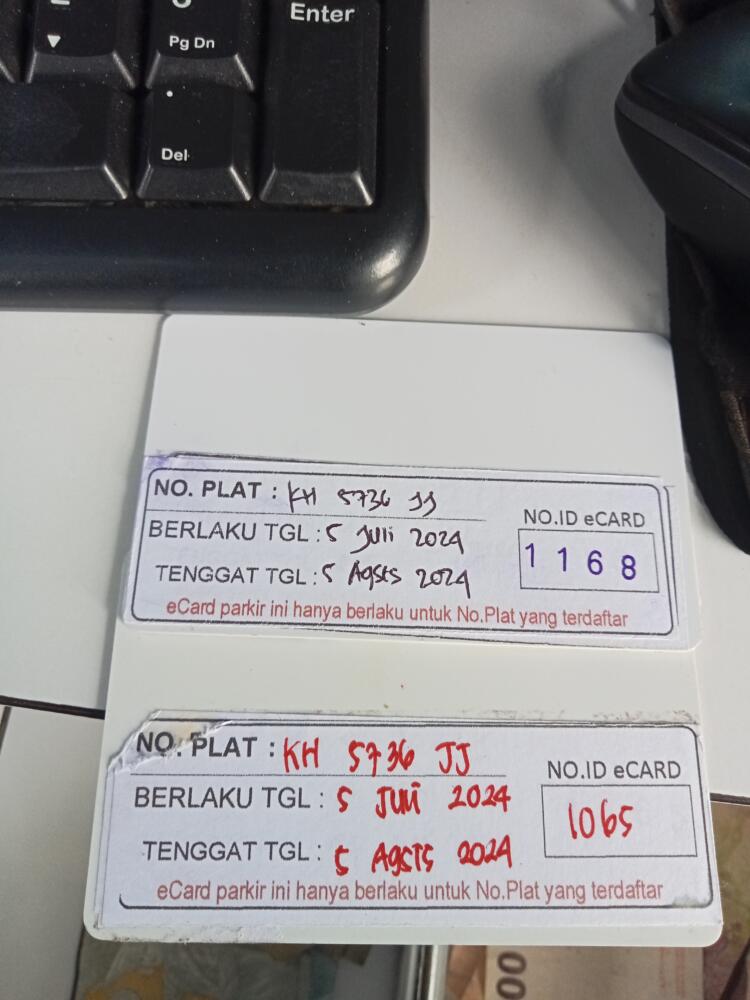 Enter
Pg Dn
Del
NO. PLAT : KH 5736 JJ
BERLAKU TGL : 5 Juli 2024
TENGGAT TGL : 5 Agsts 2024
NO.ID eCARD
1168
eCard parkir ini hanya berlaku untuk No.Plat yang terdaftar
NO. PLAT : KH 5736 JJ
BERLAKU TGL : 5 Juli 2024
TENGGAT TGL : 5 AGSTS 2024
NO.ID eCARD
1065
eCard parkir ini hanya berlaku untuk No.Plat yang terdaftar
00